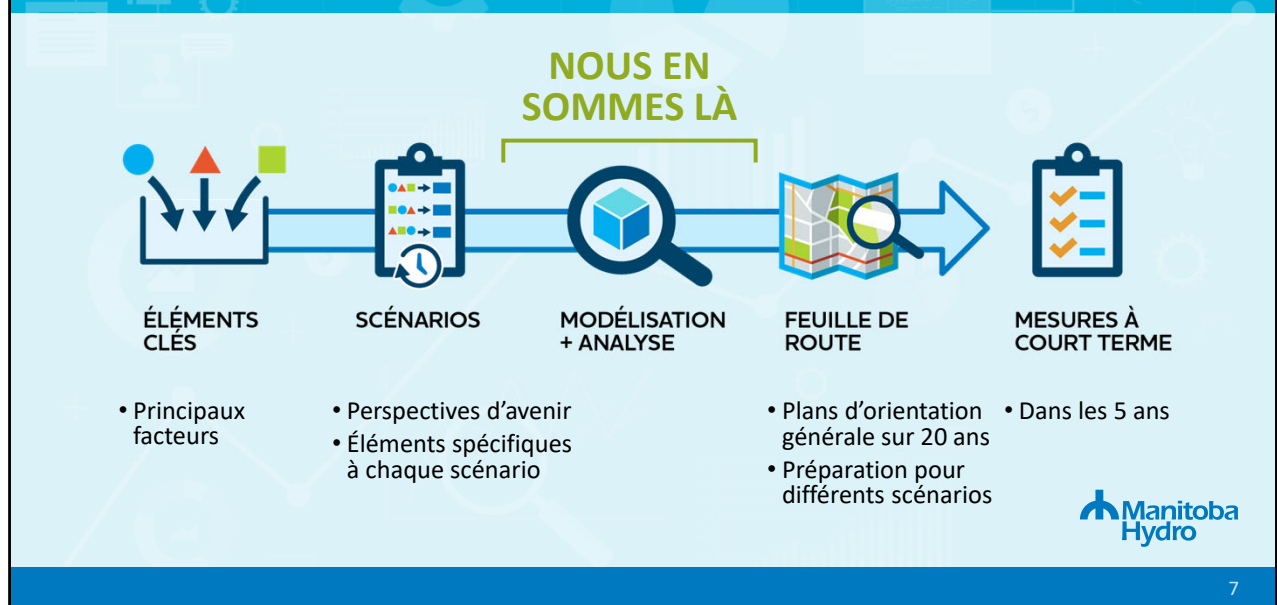 NOUS EN
SOMMES LÀ
ÉLÉMENTS
CLÉS
SCÉNARIOS
MODÉLISATION
+ ANALYSE
FEUILLE DE
ROUTE
MESURES À
COURT TERME
• Principaux
facteurs
• Perspectives d’avenir
• Éléments spécifiques
à chaque scénario
• Plans d’orientation
générale sur 20 ans
• Préparation pour
différents scénarios
• Dans les 5 ans
Manitoba
Hydro
7